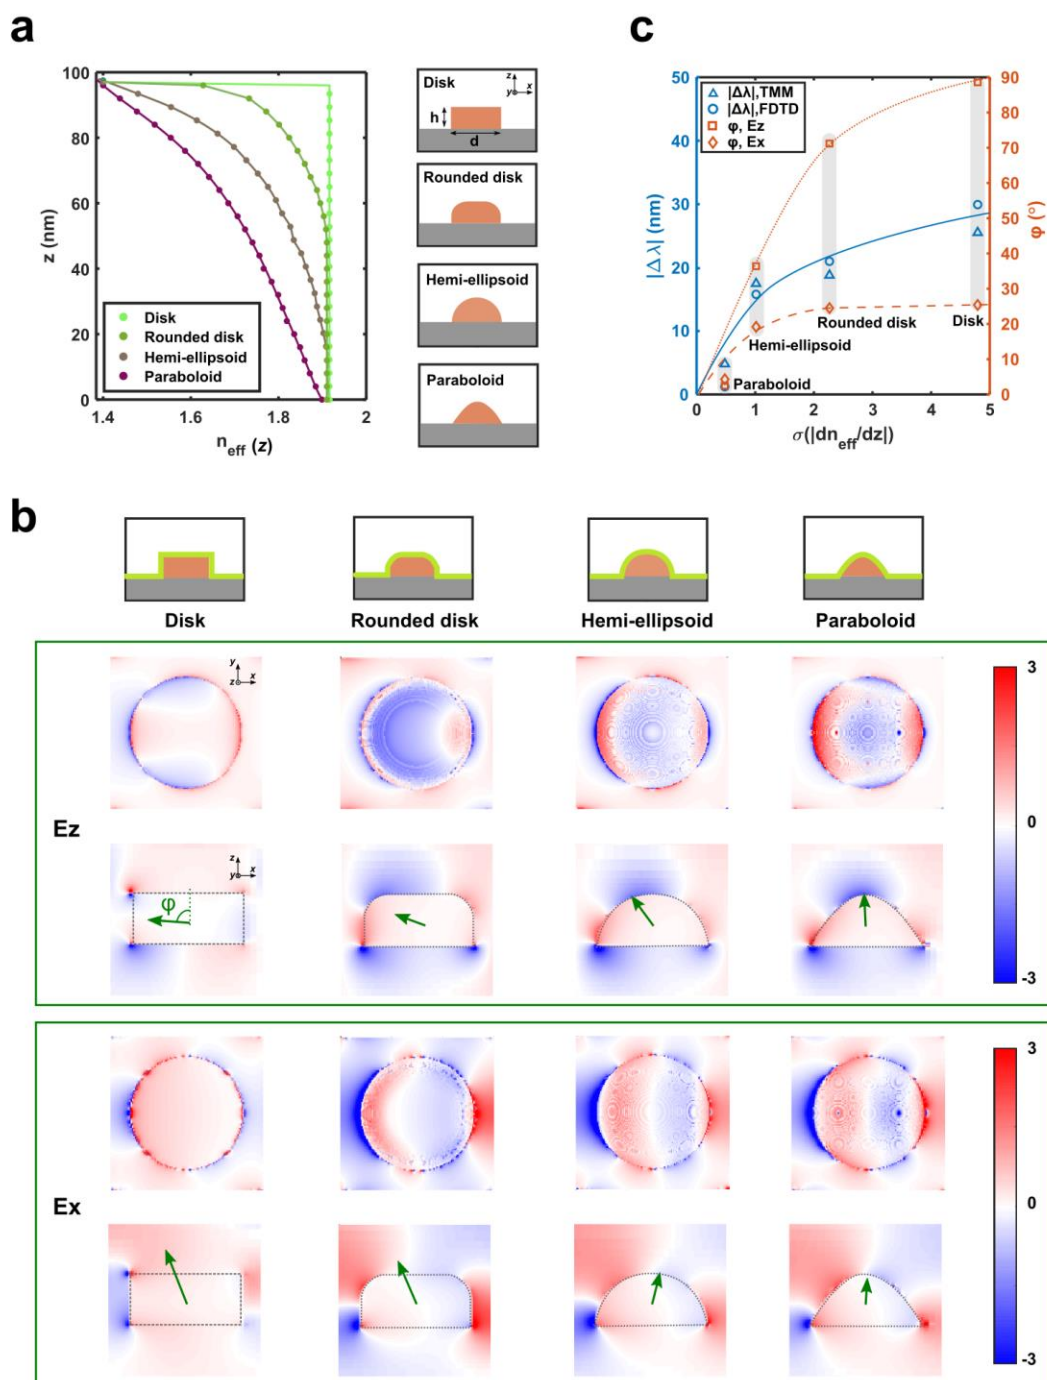 a
100
80
60
40
20
0
z (nm)
1.4
1.6
1.8
2
n_eff (z)
Disk
Rounded disk
Hemi-ellipsoid
Paraboloid
Disk
z
y
x
h
d
Rounded disk
Hemi-ellipsoid
Paraboloid
c
50
40
30
20
10
0
|Δλ| (nm)
|Δλ|,TMM
|Δλ|,FDTD
φ, Ez
φ, Ex
90
80
70
60
50
40
30
20
10
0
φ (°)
Paraboloid
Hemi-ellipsoid
Rounded disk
Disk
0
1
2
3
4
5
σ(|dn_eff/dz|)
b
Disk
Rounded disk
Hemi-ellipsoid
Paraboloid
Ez
y
z
x
z
y
x
φ
3
0
-3
Ex
3
0
-3